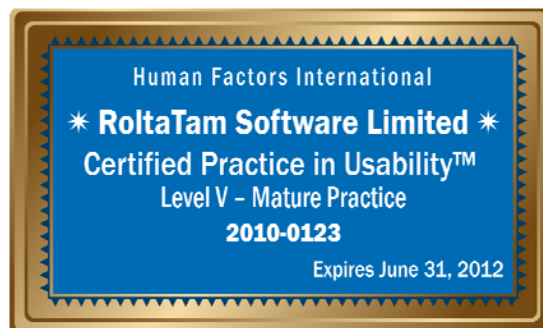 Human Factors International
✴ RoltaTam Software Limited ✴
Certified Practice in Usability™
Level V – Mature Practice
2010-0123
Expires June 31, 2012